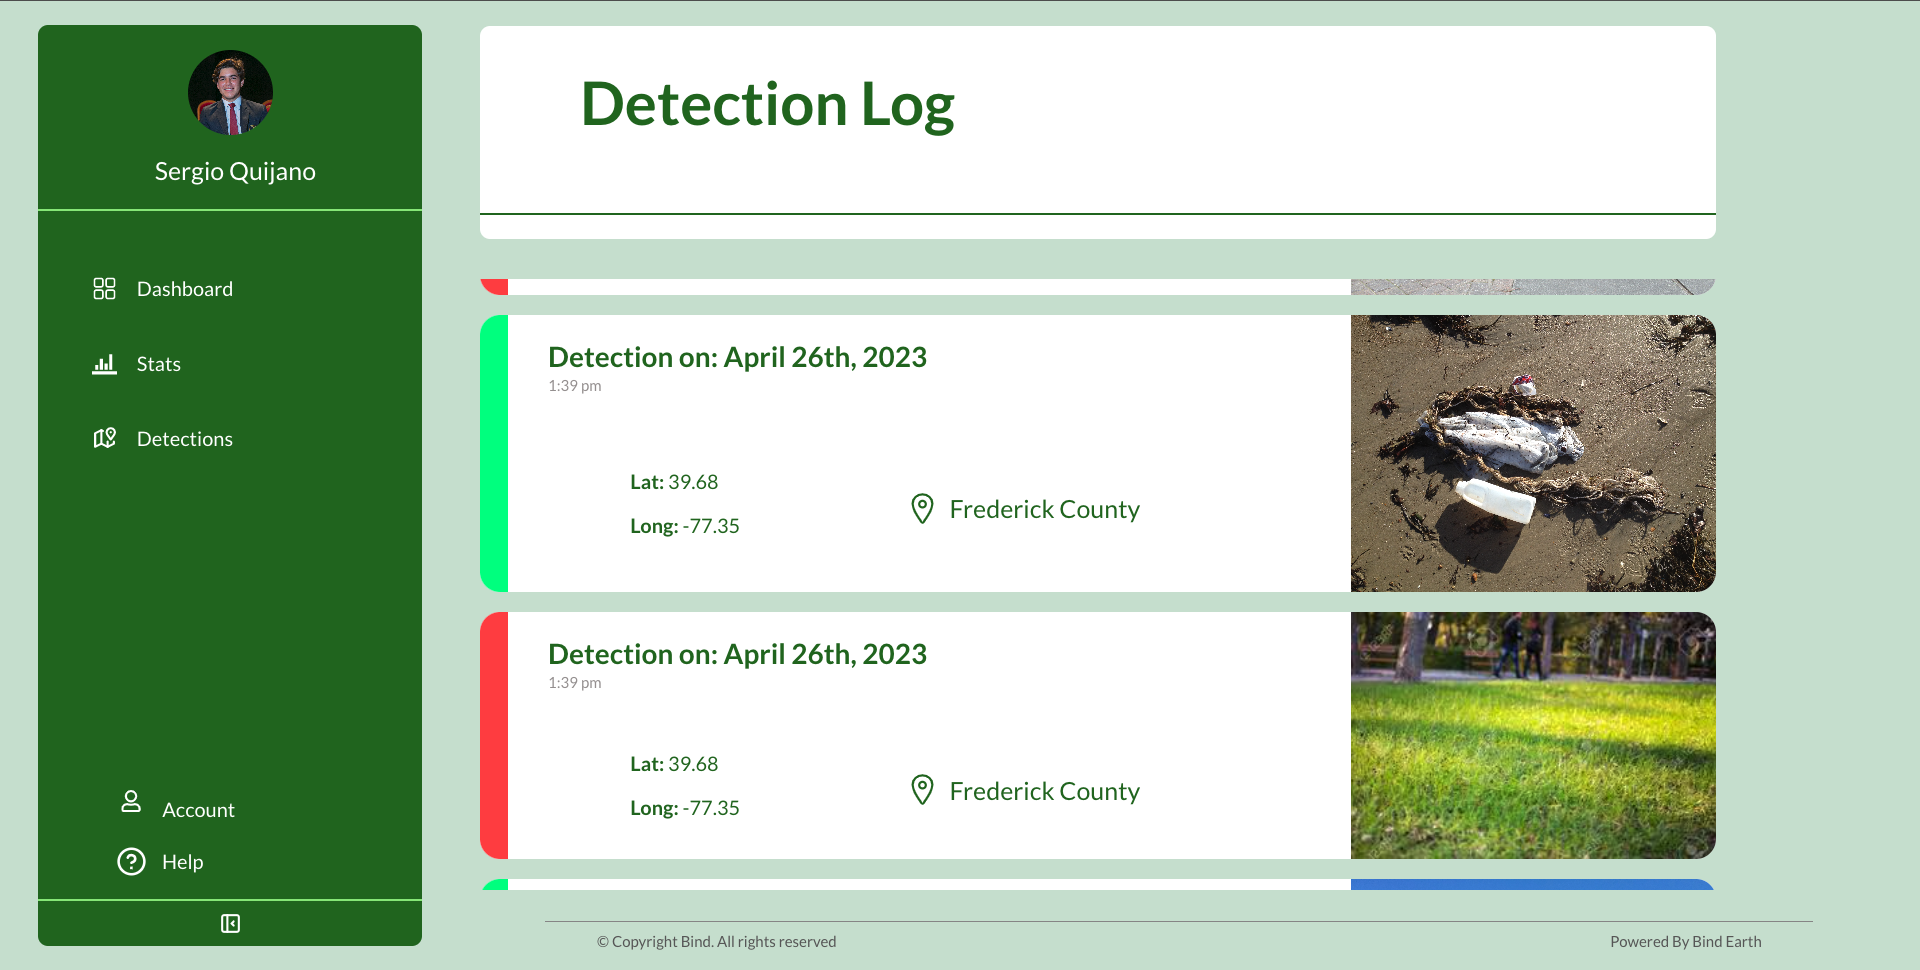 Sergio Quijano
Dashboard
Stats
Detections
Account
Help
Detection Log
Detection on: April 26th, 2023
1:39 pm
Lat: 39.68
Long: -77.35
Frederick County
Detection on: April 26th, 2023
1:39 pm
Lat: 39.68
Long: -77.35
Frederick County
© Copyright Bind. All rights reserved
Powered By Bind Earth